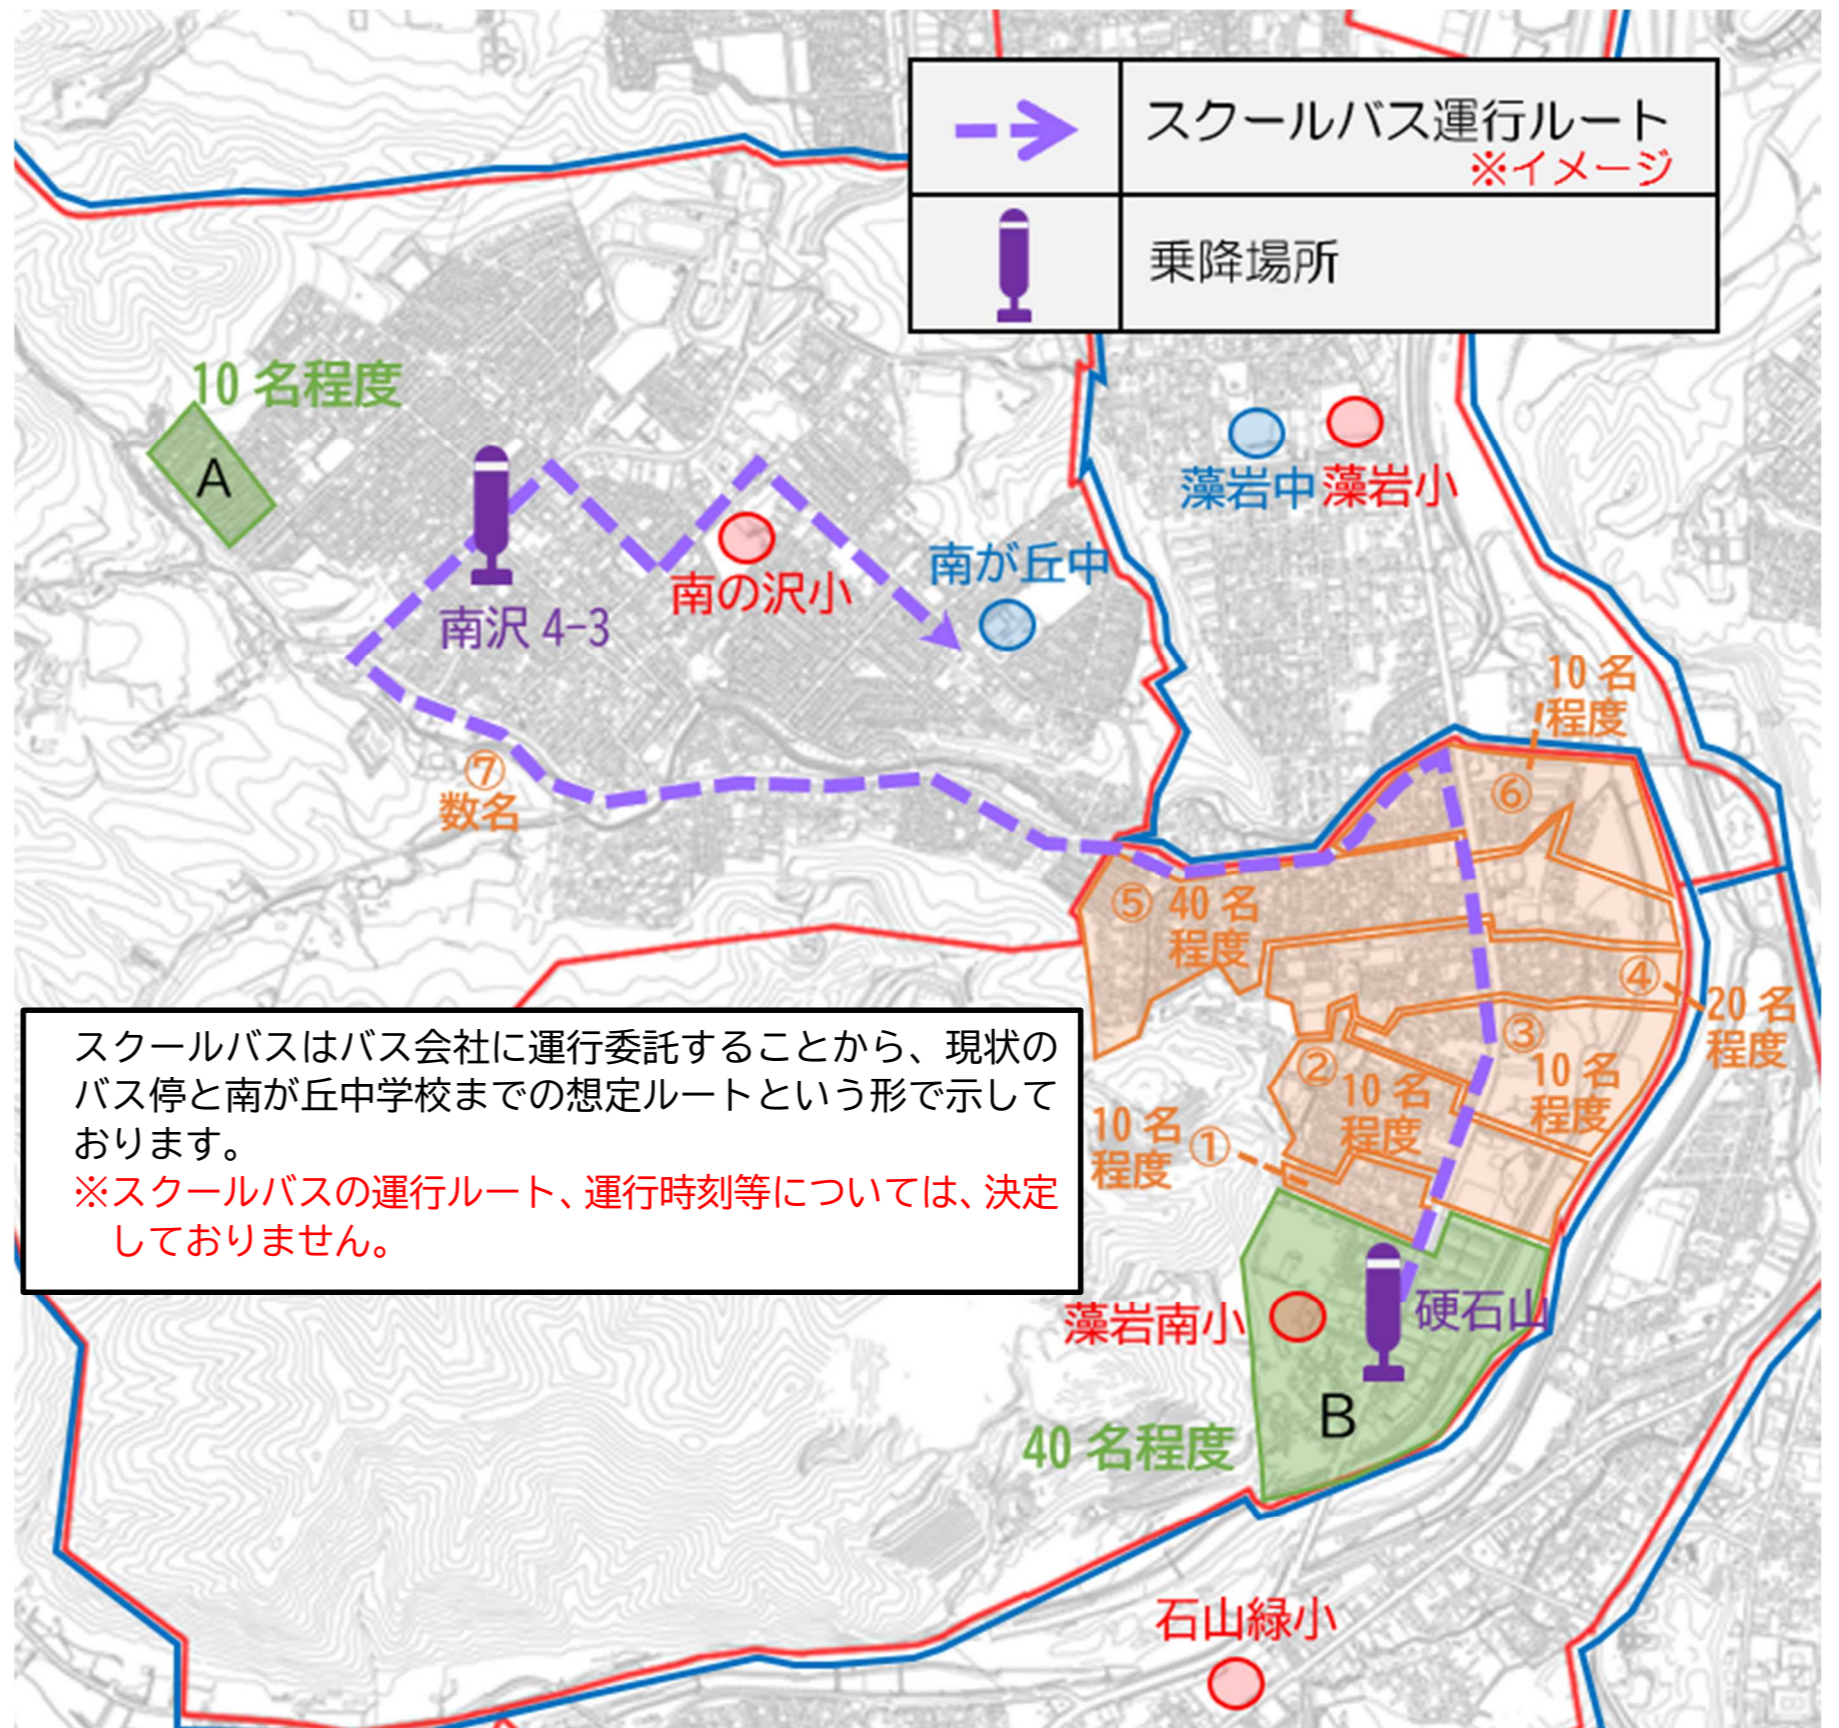 スクールバス運行ルート
※イメージ
乗降場所
10 名程度
A
南沢 4-3
南の沢小
南が丘中
藻岩中
藻岩小
⑦
数名
10 名
程度
⑥
⑤ 40 名
程度
④
20 名
程度
③
10 名
程度
②
10 名
程度
10 名
程度
①
スクールバスはバス会社に運行委託することから、現状の
バス停と南が丘中学校までの想定ルートという形で示して
おります。
※スクールバスの運行ルート、運行時刻等については、決定
しておりません。
藻岩南小
硬石山
B
40 名程度
石山緑小